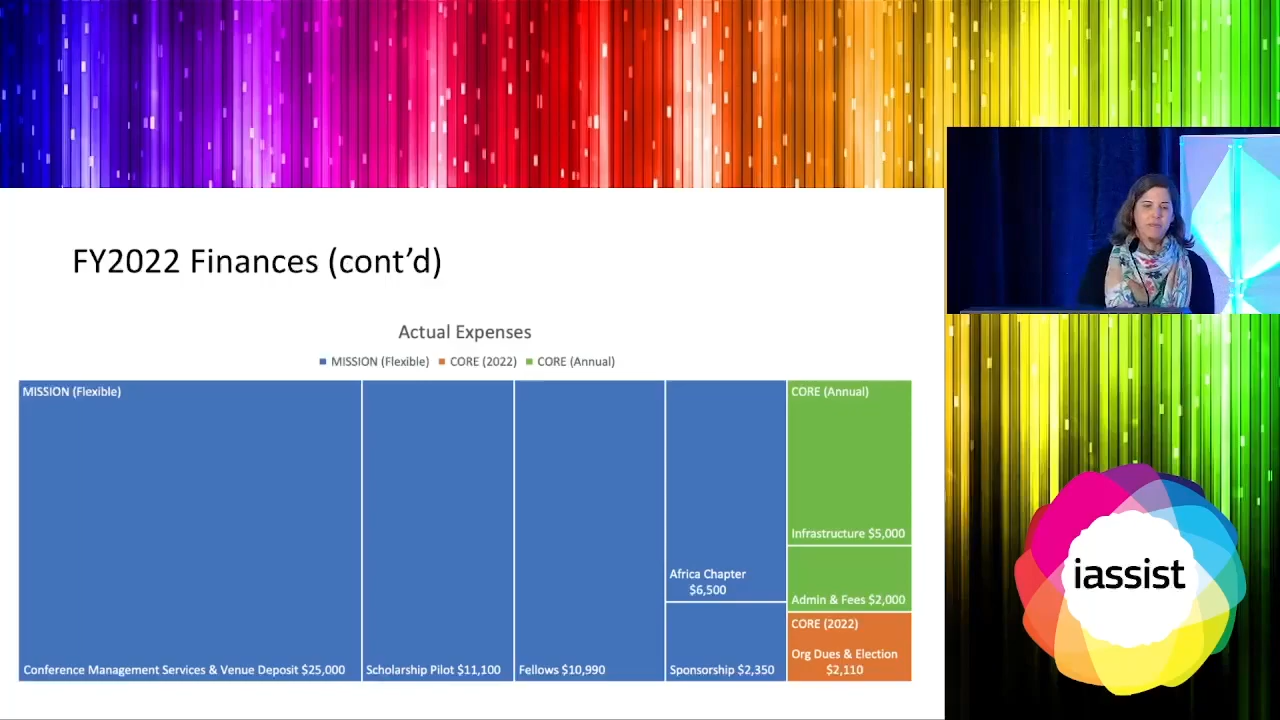 FY2022 Finances (cont’d)
Actual Expenses
MISSION (Flexible) CORE (2022) CORE (Annual)
MISSION (Flexible)
Conference Management Services & Venue Deposit $25,000
Scholarship Pilot $11,100
Fellows $10,990
Africa Chapter
$6,500
Sponsorship $2,350
CORE (Annual)
Infrastructure $5,000
Admin & Fees $2,000
CORE (2022)
Org Dues & Election
$2,110
iassist